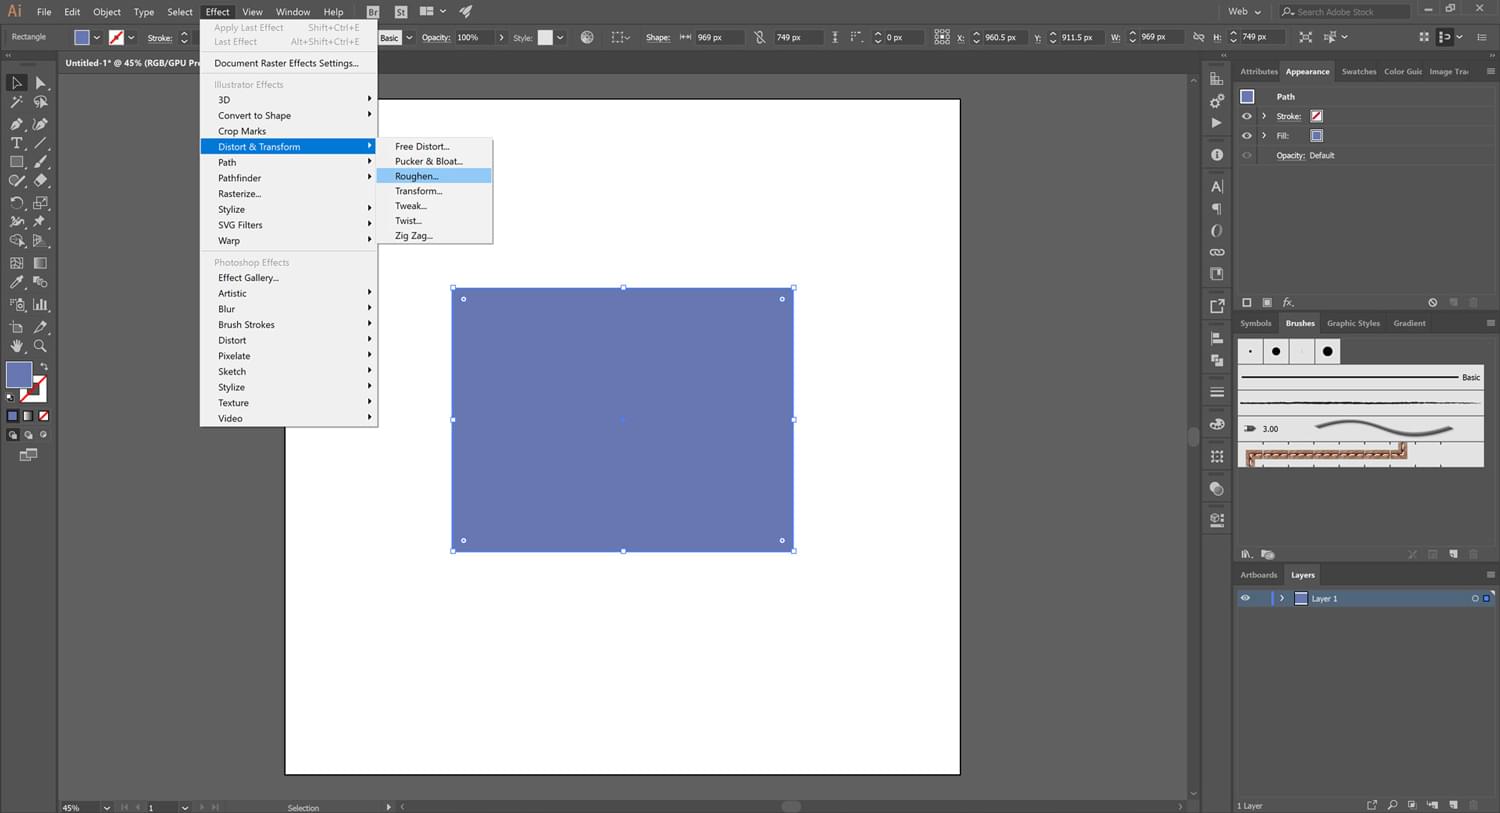 Ai File Edit Object Type Select Effect View Window Help Br St Web Search Adobe Stock
Rectangle Stroke: Basic Opacity: 100% Style: Shape: 969 px 749 px 0 px X: 960.5 px Y: 911.5 px W: 969 px H: 749 px
Untitled-1* @ 45% (RGB/GPU Pre
Apply Last Effect Shift+Ctrl+E
Last Effect Alt+Shift+Ctrl+E
Document Raster Effects Settings...
Illustrator Effects
3D
Convert to Shape
Crop Marks
Distort & Transform
Path
Pathfinder
Rasterize...
Stylize
SVG Filters
Warp
Photoshop Effects
Effect Gallery...
Artistic
Blur
Brush Strokes
Distort
Pixelate
Sketch
Stylize
Texture
Video
Free Distort...
Pucker & Bloat...
Roughen...
Transform...
Tweak...
Twist...
Zig Zag...
Attributes Appearance Swatches Color Guic Image Tra
Path
Stroke:
Fill:
Opacity: Default
fx.
Symbols Brushes Graphic Styles Gradient
Basic
3.00
Artboards Layers
Layer 1
1 Layer
45% 1 Selection